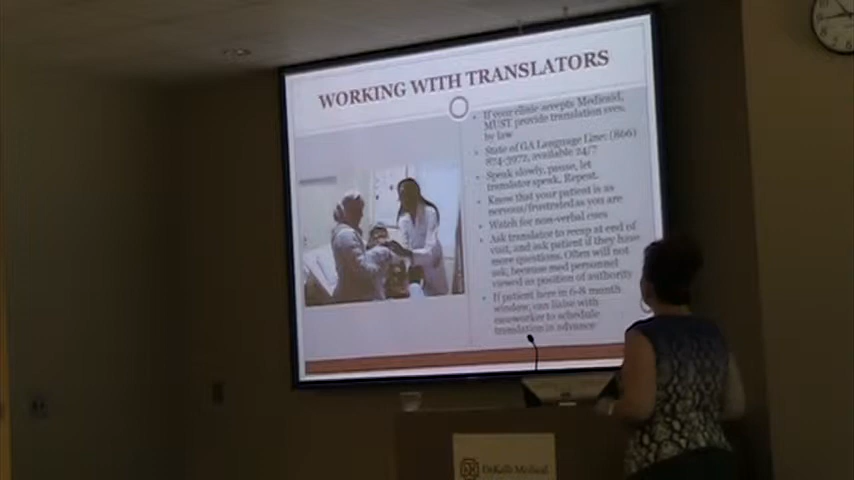 WORKING WITH TRANSLATORS
If your clinic accepts Medicaid,
MUST provide translation svcs.
by law
State of GA Language Line: (866)
874-3972, available 24/7
Speak slowly, pause, let
translator speak. Repeat.
Know that your patient is as
nervous/frustrated as you are
Watch for non-verbal cues
Ask translator to recap at end of
visit, and ask patient if they have
more questions. Often will not
ask, because med personnel
viewed as position of authority
If patient here in 6-8 month
window, can liaise with
caseworker to schedule
translation in advance
DeKalb Medical